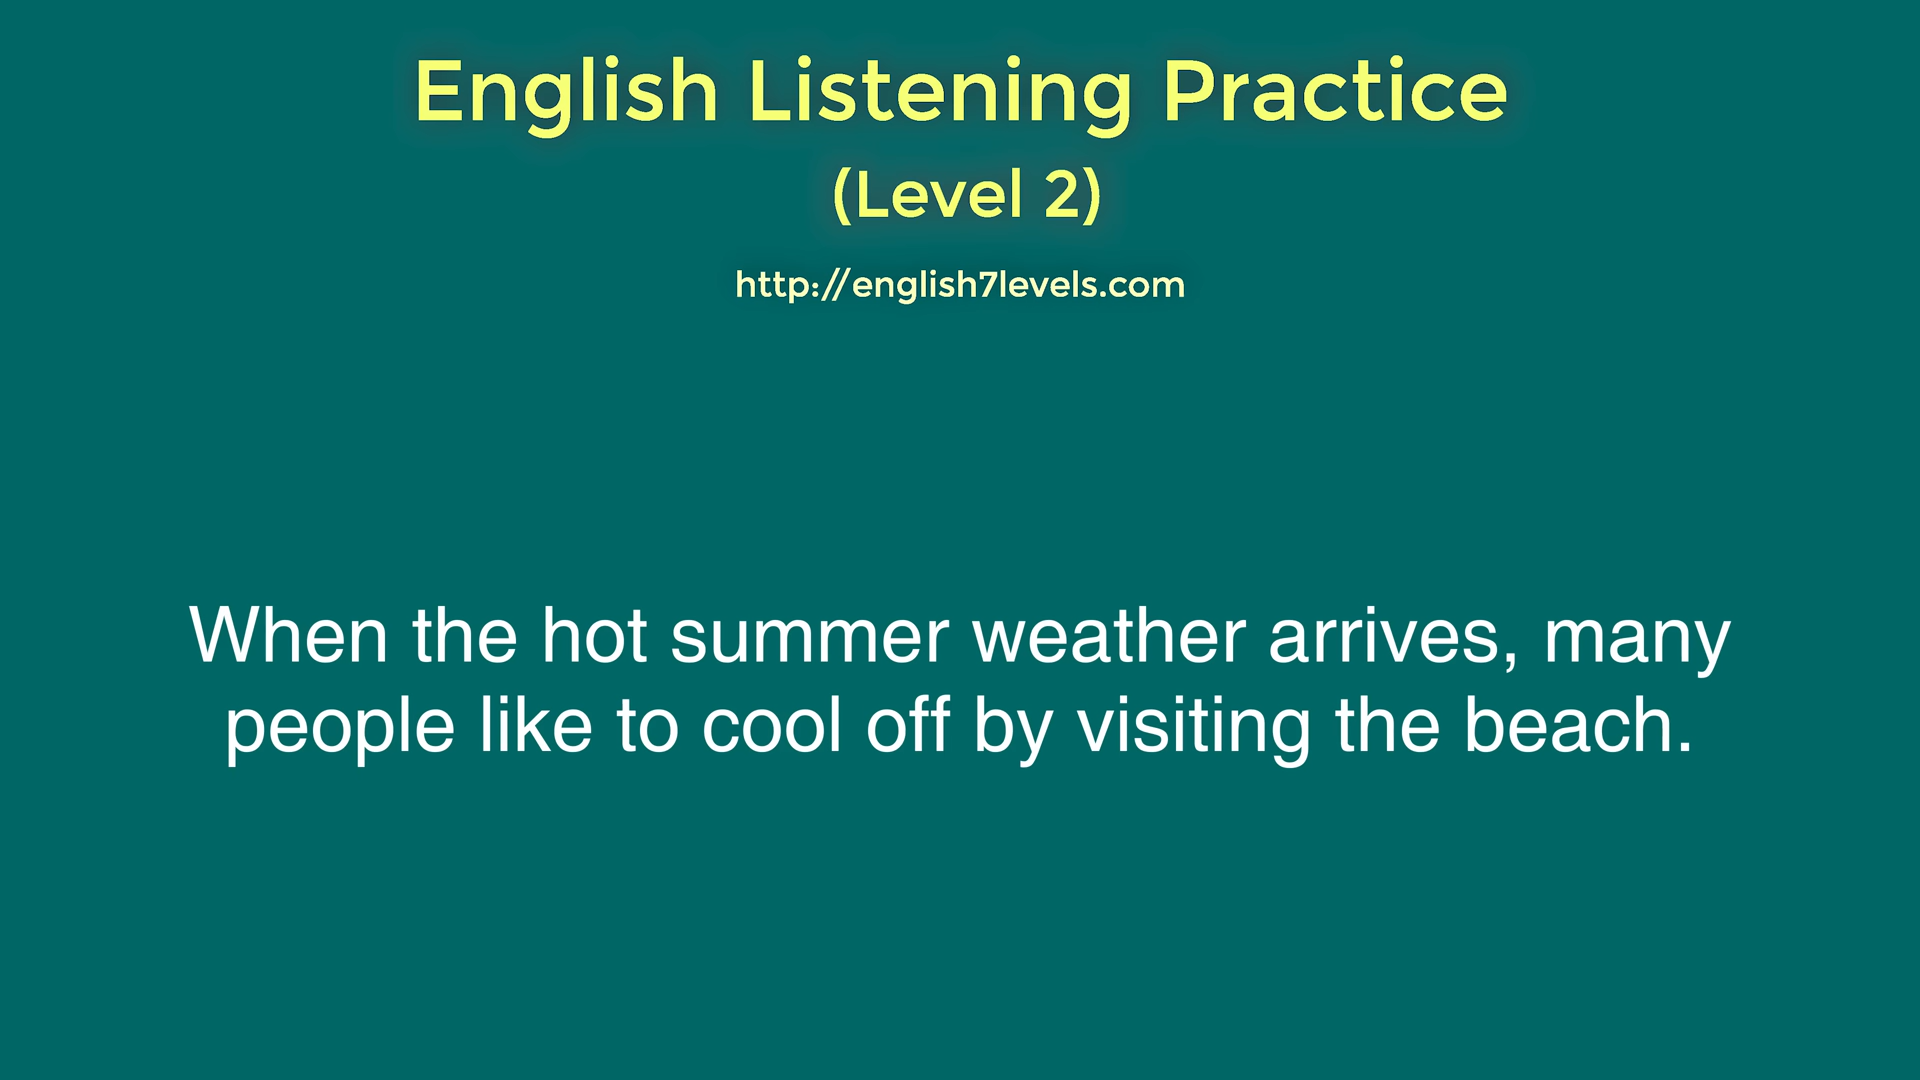 English Listening Practice
(Level 2)
http://english7levels.com
When the hot summer weather arrives, many
people like to cool off by visiting the beach.